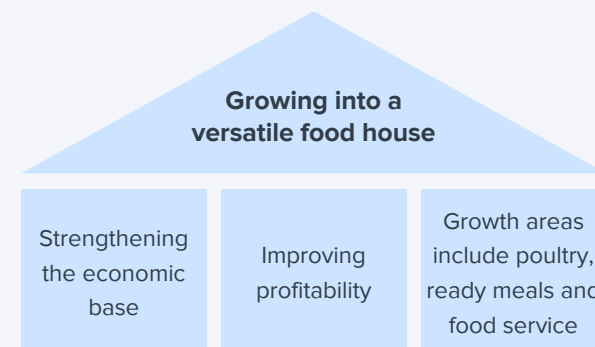 Growing into a
versatile food house
Strengthening
the economic
base
Improving
profitability
Growth areas
include poultry,
ready meals and
food service